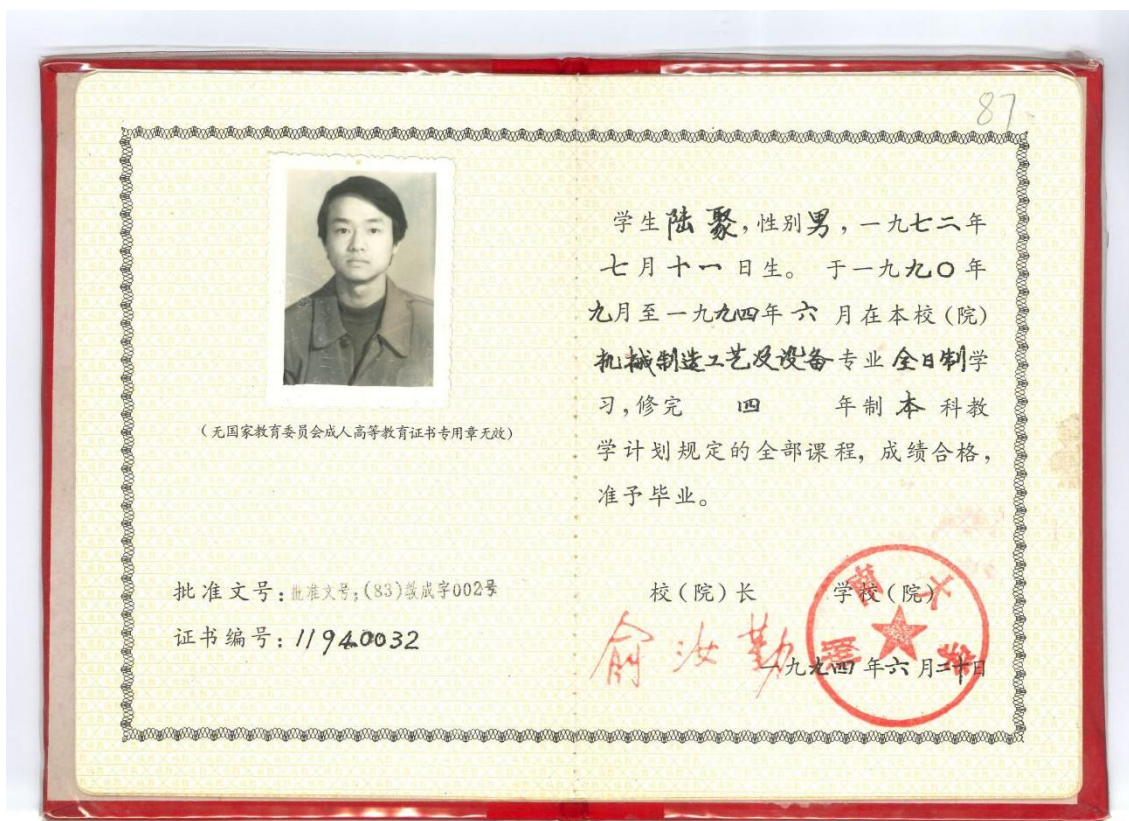 (无国家教育委员会成人高等教育证书专用章无效)
批准文号:批准文号;(83)教成字002号
证书编号:11940032
87
学生陆聚,性别男,一九七二年
七月十一日生。于一九九〇年
九月至一九九四年六月在本校(院)
机械制造工艺及设备专业全日制学
习,修完 四 年制本科教
学计划规定的全部课程,成绩合格,
准予毕业。
校(院)长 学校(院)
俞汝勤
湖南大学
一九九四年六月二十日